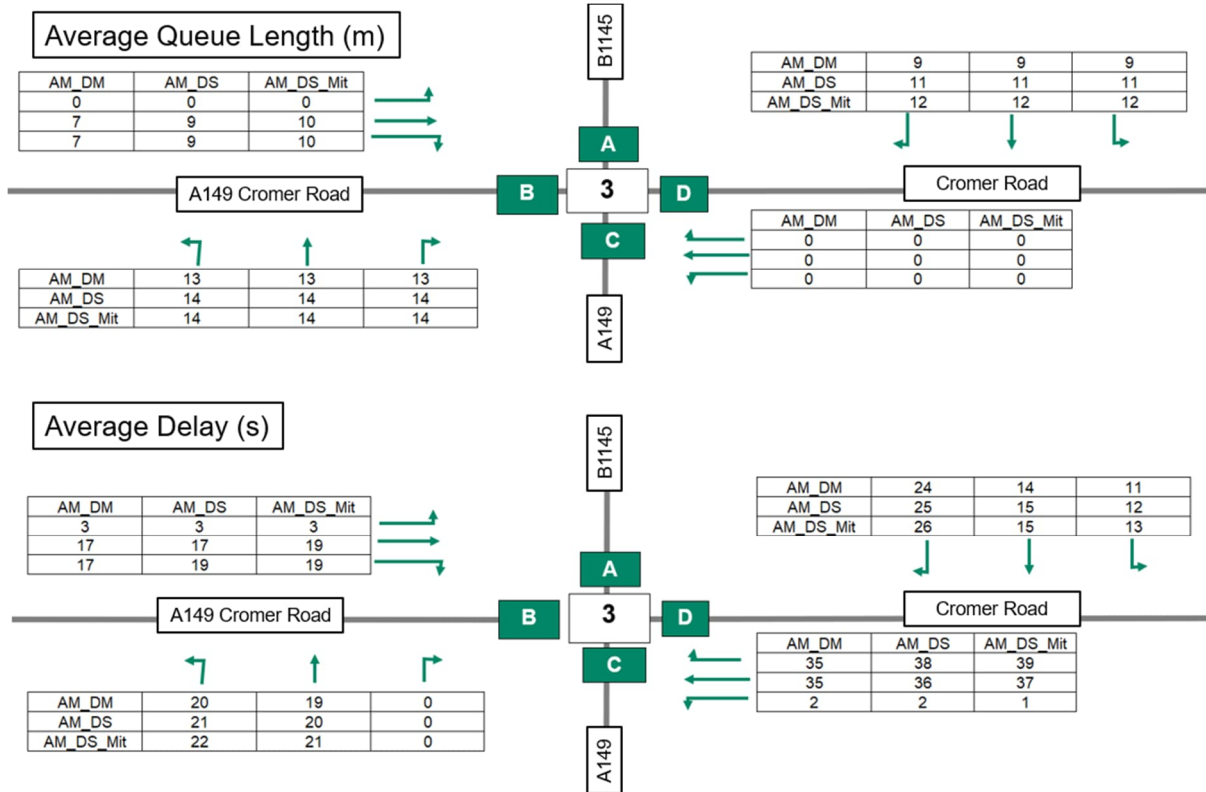 Average Queue Length (m)
B1145
AM_DM AM_DS AM_DS_Mit
0 0 0
7 9 10
7 9 10
AM_DM 9 9 9
AM_DS 11 11 11
AM_DS_Mit 12 12 12
A
A149 Cromer Road
B
3
D
Cromer Road
C
AM_DM 13 13 13
AM_DS 14 14 14
AM_DS_Mit 14 14 14
AM_DM AM_DS AM_DS_Mit
0 0 0
0 0 0
0 0 0
A149
Average Delay (s)
B1145
AM_DM AM_DS AM_DS_Mit
3 3 3
17 17 19
17 19 19
AM_DM 24 14 11
AM_DS 25 15 12
AM_DS_Mit 26 15 13
A
A149 Cromer Road
B
3
D
Cromer Road
C
AM_DM 20 19 0
AM_DS 21 20 0
AM_DS_Mit 22 21 0
AM_DM AM_DS AM_DS_Mit
35 38 39
35 36 37
2 2 1
A149